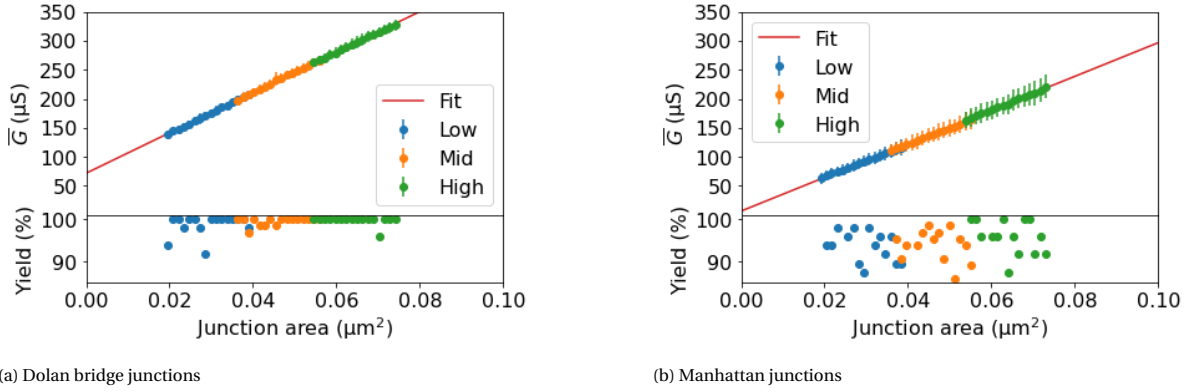 350
300
250
200
150
100
50
G̅ (µS)
Fit
Low
Mid
High
100
90
Yield (%)
0.00 0.02 0.04 0.06 0.08 0.10
Junction area (µm²)
(a) Dolan bridge junctions
350
300
250
200
150
100
50
G̅ (µS)
Fit
Low
Mid
High
100
90
Yield (%)
0.00 0.02 0.04 0.06 0.08 0.10
Junction area (µm²)
(b) Manhattan junctions